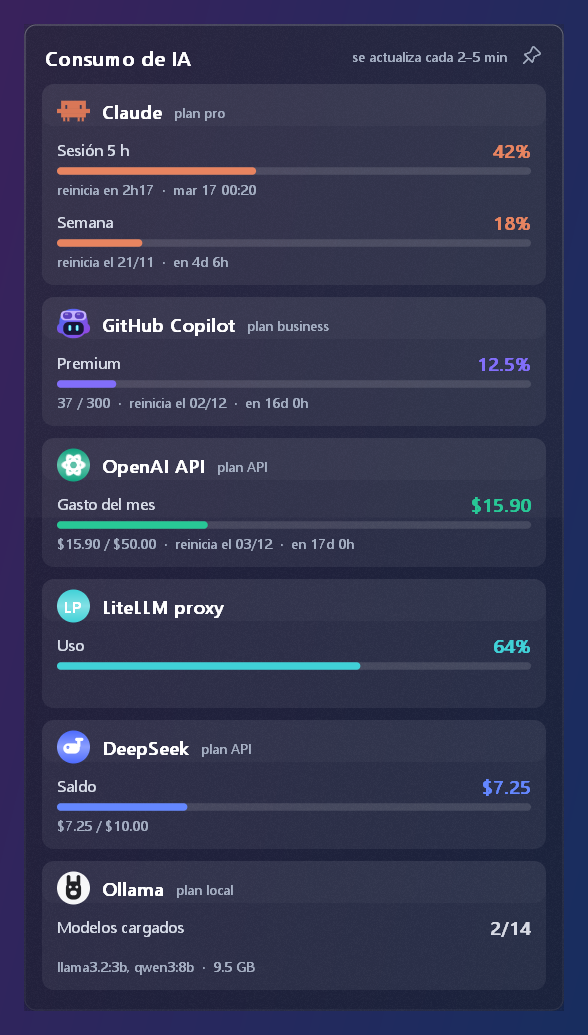 Consumo de IA
se actualiza cada 2–5 min
Claude plan pro
Sesión 5 h 42%
reinicia en 2h17 · mar 17 00:20
Semana 18%
reinicia el 21/11 · en 4d 6h
GitHub Copilot plan business
Premium 12.5%
37 / 300 · reinicia el 02/12 · en 16d 0h
OpenAI API plan API
Gasto del mes $15.90
$15.90 / $50.00 · reinicia el 03/12 · en 17d 0h
LP LiteLLM proxy
Uso 64%
DeepSeek plan API
Saldo $7.25
$7.25 / $10.00
Ollama plan local
Modelos cargados 2/14
llama3.2:3b, qwen3:8b · 9.5 GB